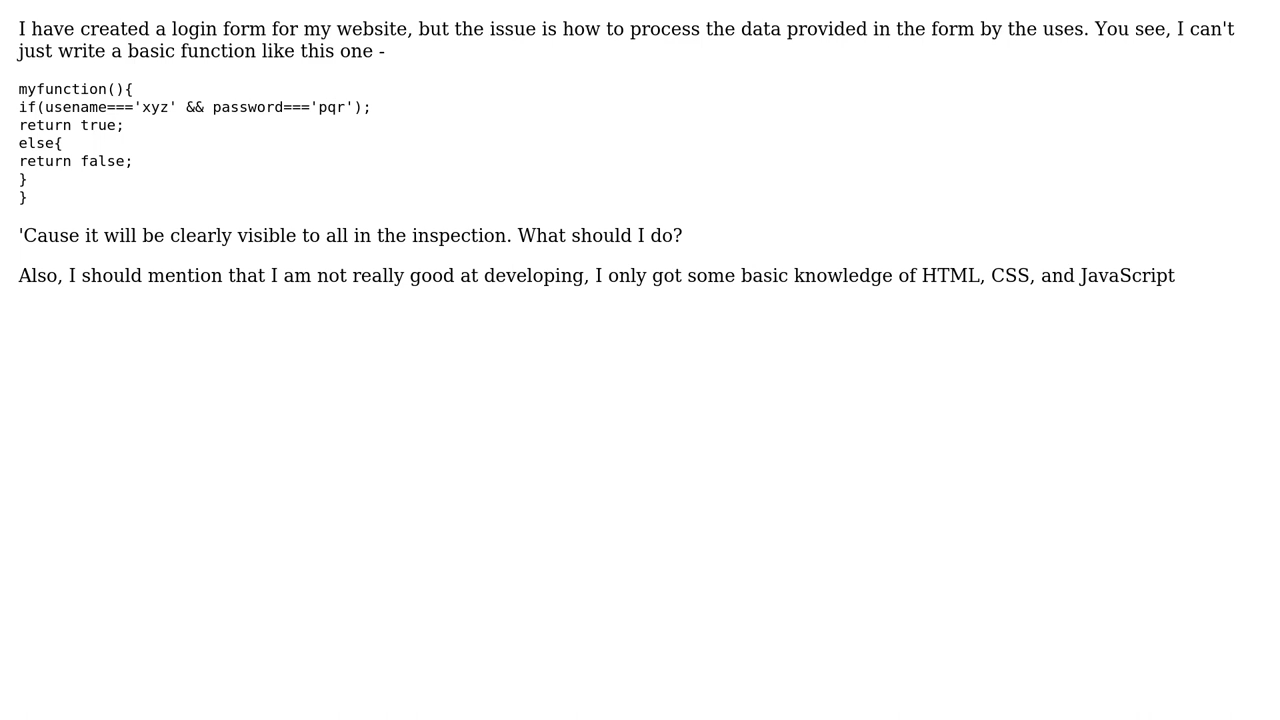 I have created a login form for my website, but the issue is how to process the data provided in the form by the uses. You see, I can't
just write a basic function like this one -
myfunction(){
if(usename==='xyz' && password==='pqr');
return true;
else{
return false;
}
}
'Cause it will be clearly visible to all in the inspection. What should I do?
Also, I should mention that I am not really good at developing, I only got some basic knowledge of HTML, CSS, and JavaScript